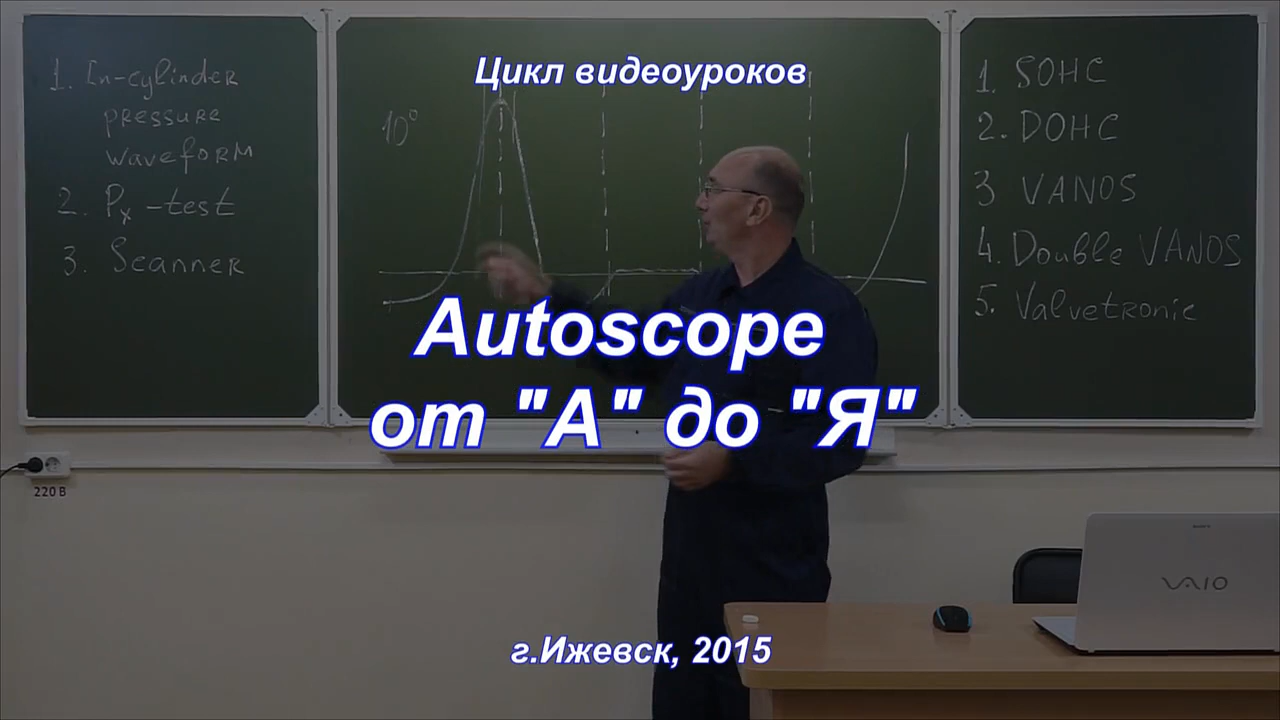 Цикл видеоуроков
1. In-cylinder
pressure
waveform
2. Px -test
3. Scanner
10°
1. SOHC
2. DOHC
3 VANOS
4. Double VANOS
5. Valvetronic
Autoscope
от "А" до "Я"
220 В
SONY
VAIO
г.Ижевск, 2015